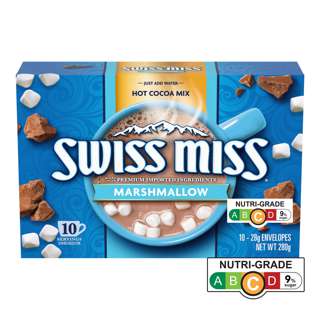 JUST ADD WATER
HOT COCOA MIX
SWISS MISS
PREMIUM IMPORTED INGREDIENTS
MARSHMALLOW
10
SERVINGS
NUTRI-GRADE
A B C D 9% sugar
10 - 28g ENVELOPES
NET WT 280g
NUTRI-GRADE
A B C D 9% sugar